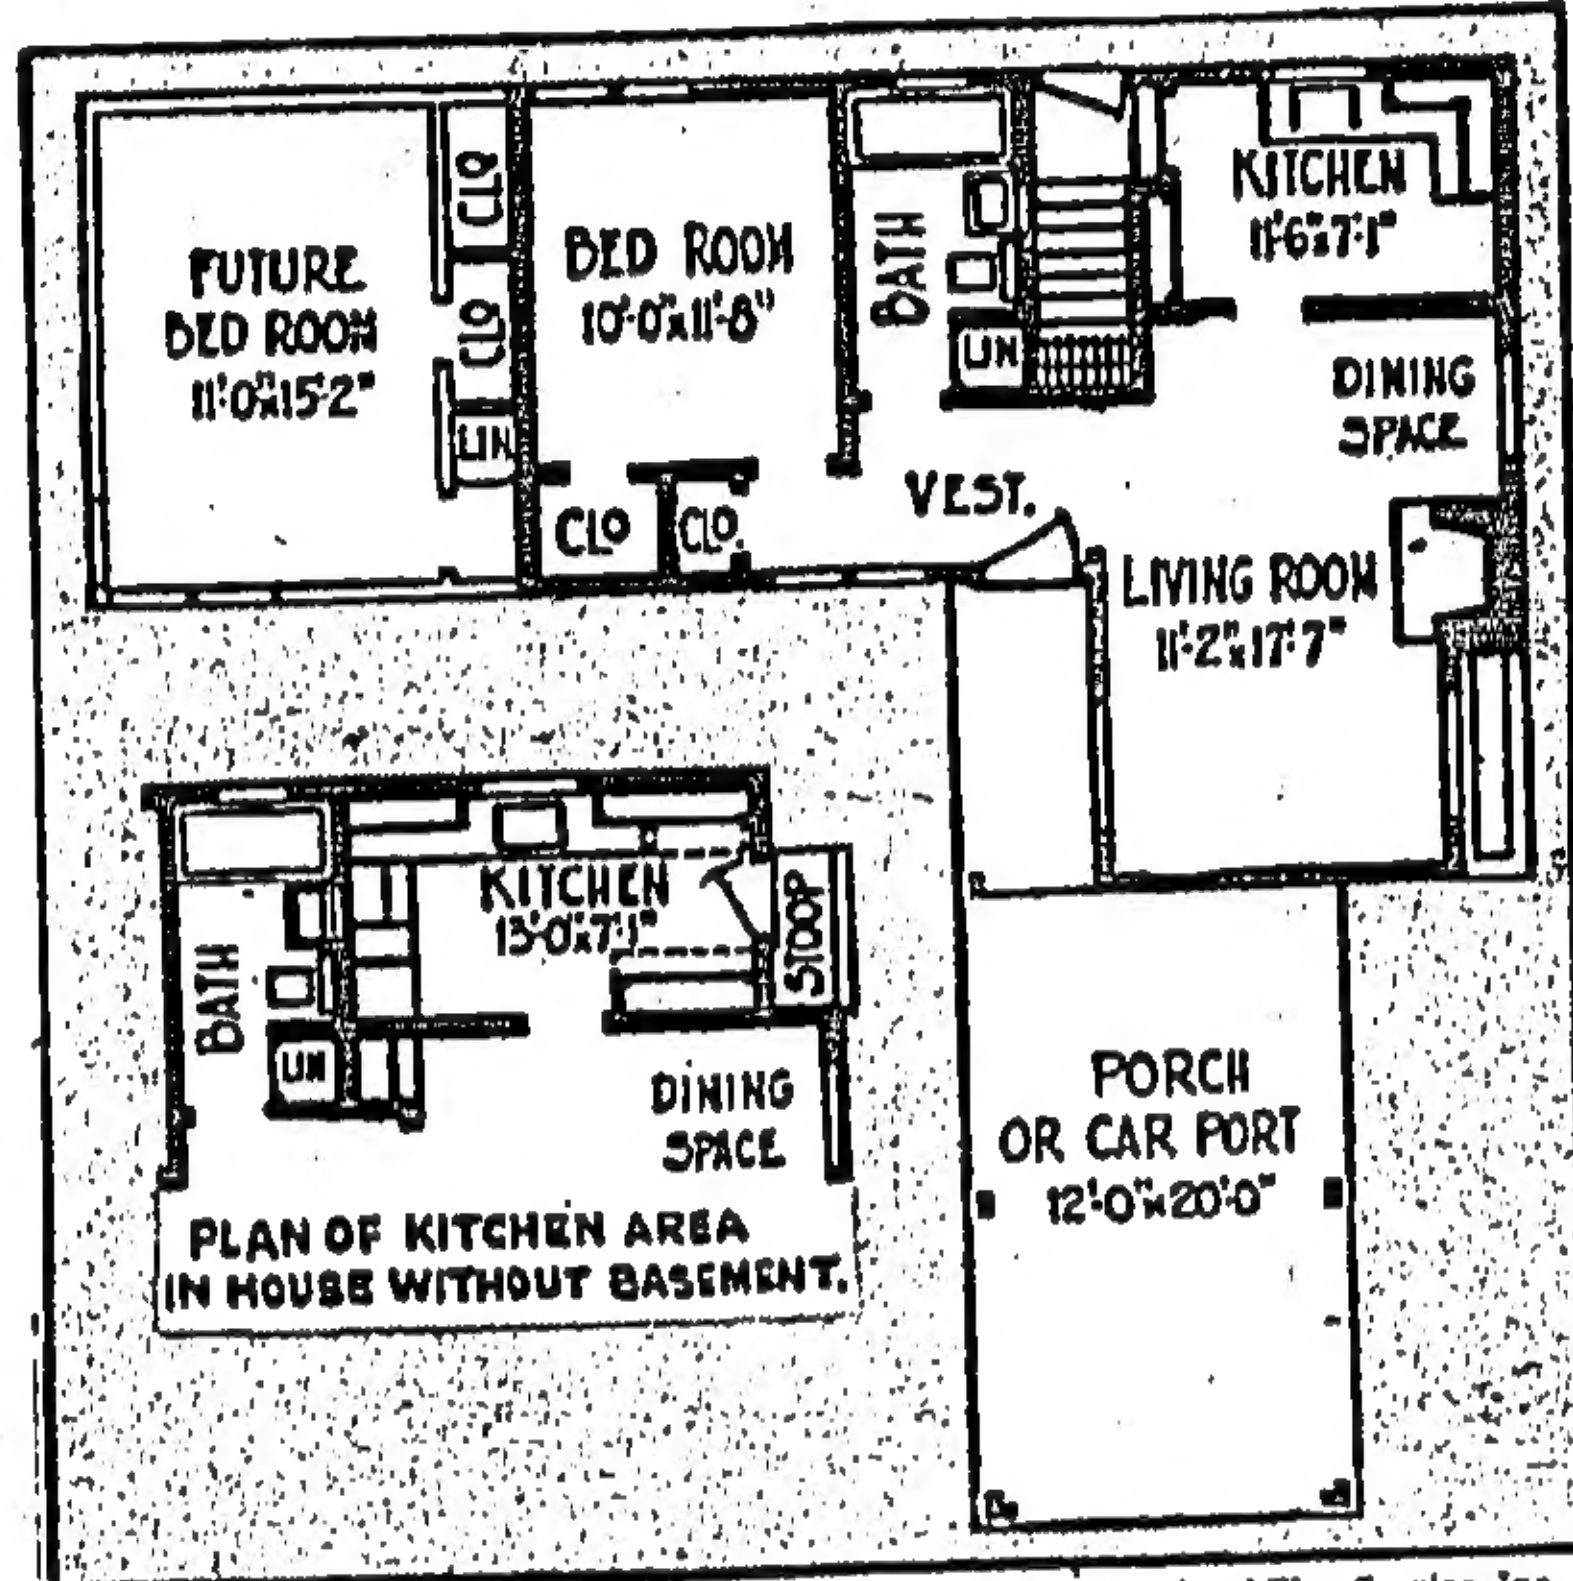 FUTURE
BED ROOM
11'-0"x15'-2"
CLO
CLO
LIN
BED ROOM
10'-0"x11'-8"
CLO
CLO.
BATH
LIN
KITCHEN
11'-6"x7'-1"
DINING
SPACE
VEST.
LIVING ROOM
11'-2"x17'-7"
BATH
LIN
KITCHEN
13'-0"x7'-1"
STOOP
DINING
SPACE
PLAN OF KITCHEN AREA
IN HOUSE WITHOUT BASEMENT.
PORCH
OR CAR PORT
12'-0"x20'-0"